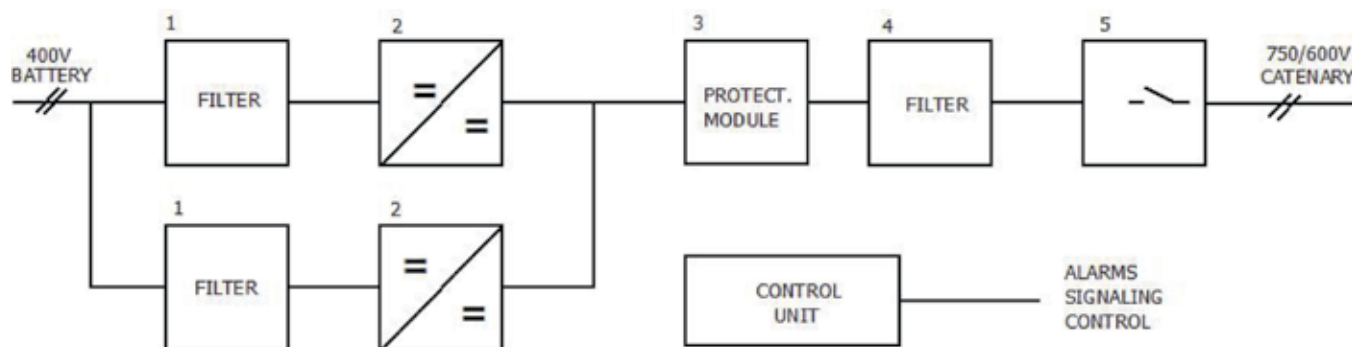 1
2
3
4
5
400V
BATTERY
FILTER
=
=
PROTECT.
MODULE
FILTER
750/600V
CATENARY
1
2
FILTER
=
=
CONTROL
UNIT
ALARMS
SIGNALING
CONTROL